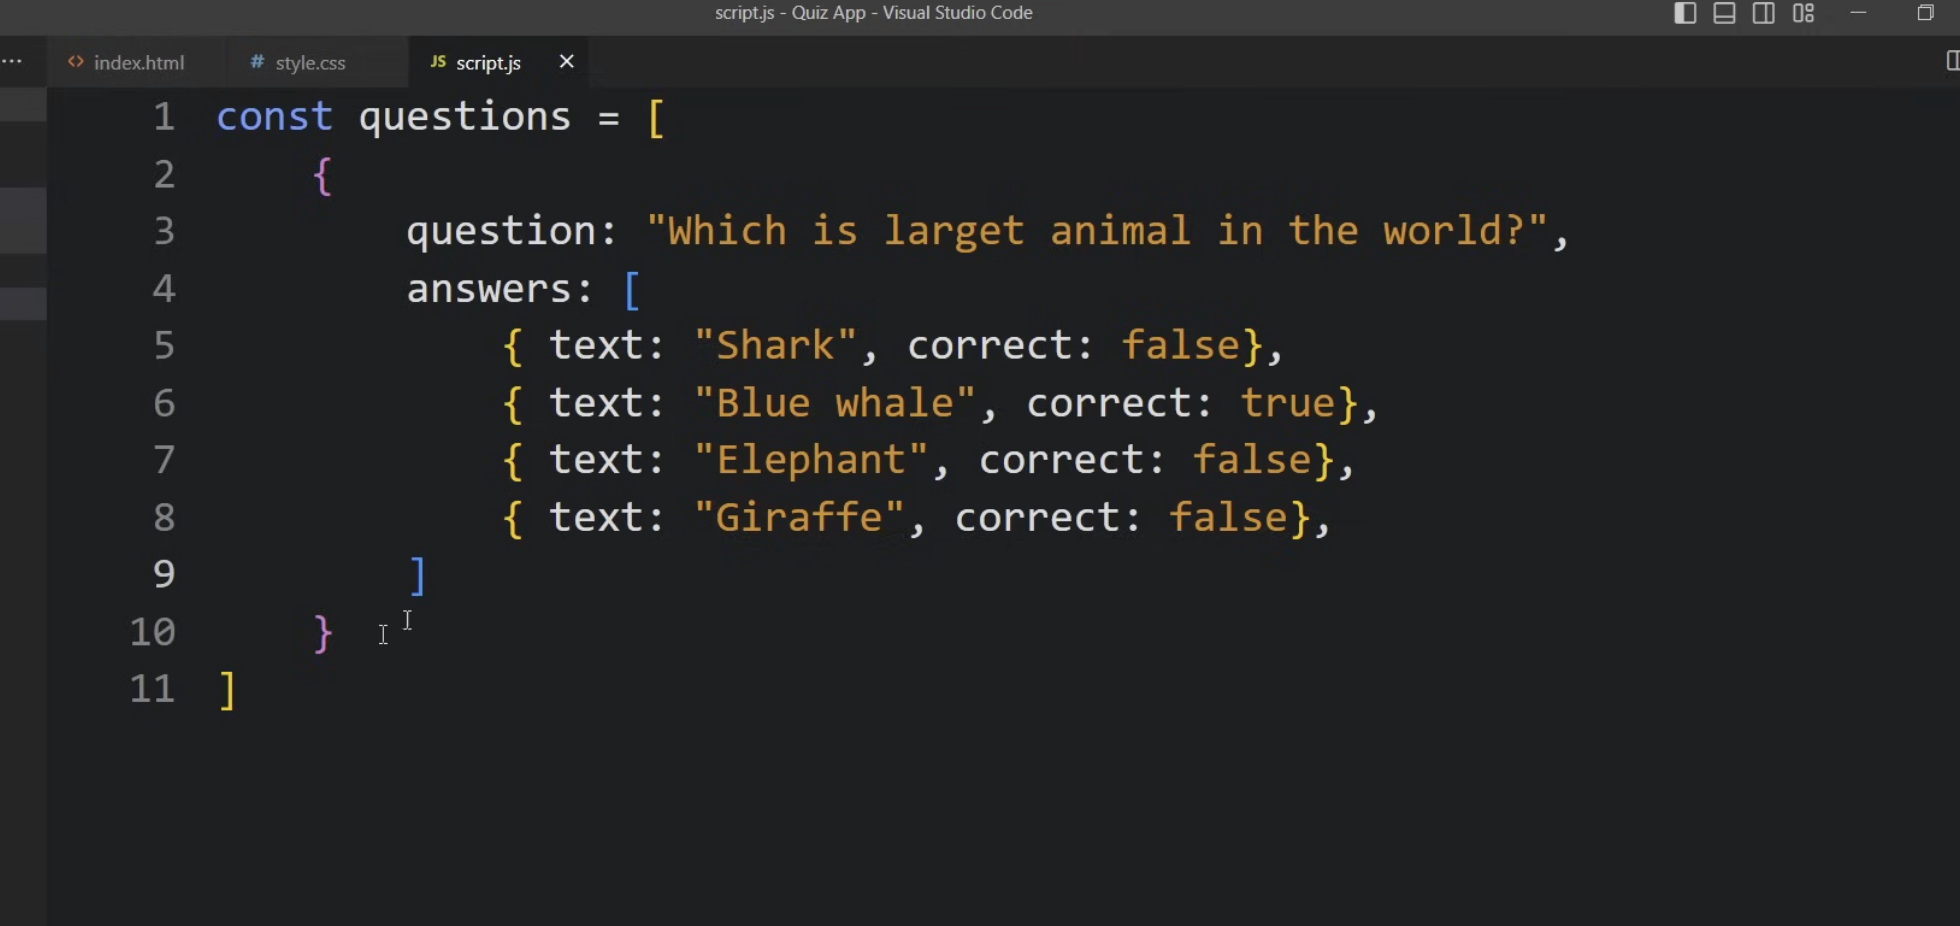 script.js - Quiz App - Visual Studio Code
... <> index.html # style.css JS script.js ×
1 const questions = [
2 {
3 question: "Which is larget animal in the world?",
4 answers: [
5 { text: "Shark", correct: false},
6 { text: "Blue whale", correct: true},
7 { text: "Elephant", correct: false},
8 { text: "Giraffe", correct: false},
9 ]
10 }
11 ]